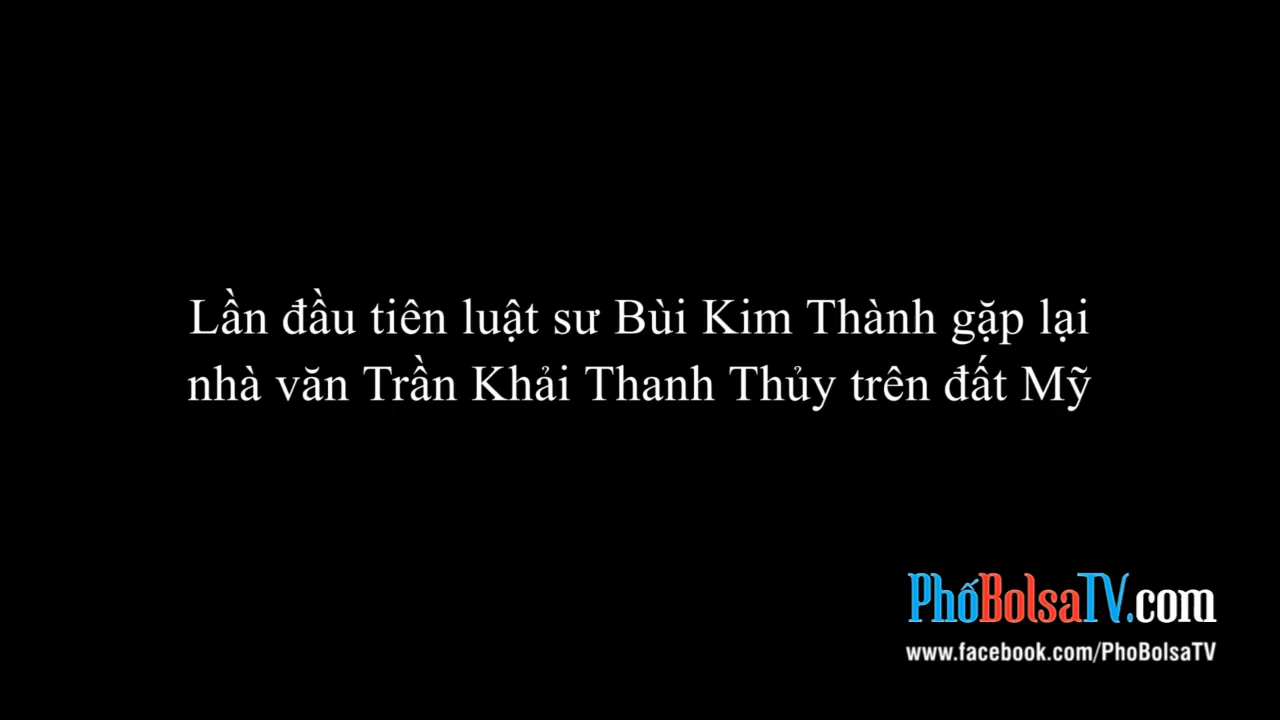 Lần đầu tiên luật sư Bùi Kim Thành gặp lại
nhà văn Trần Khải Thanh Thủy trên đất Mỹ
PhốBolsaTV.com
www.facebook.com/PhoBolsaTV